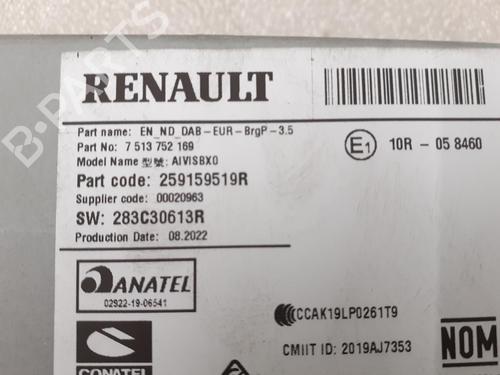 B-PARTS
RENAULT
Part name: EN_ND_DAB-EUR-BrgP-3.5
Part No: 7 513 752 169
Model Name 型號: AIVISBX0
Part code: 259159519R
Supplier code: 00020963
SW: 283C30613R
Production Date: 08.2022
E1 10R - 05 8460
ANATEL
02922-19-06541
CCAK19LP0261T9
CMIIT ID: 2019AJ7353
NOM
CONATEL